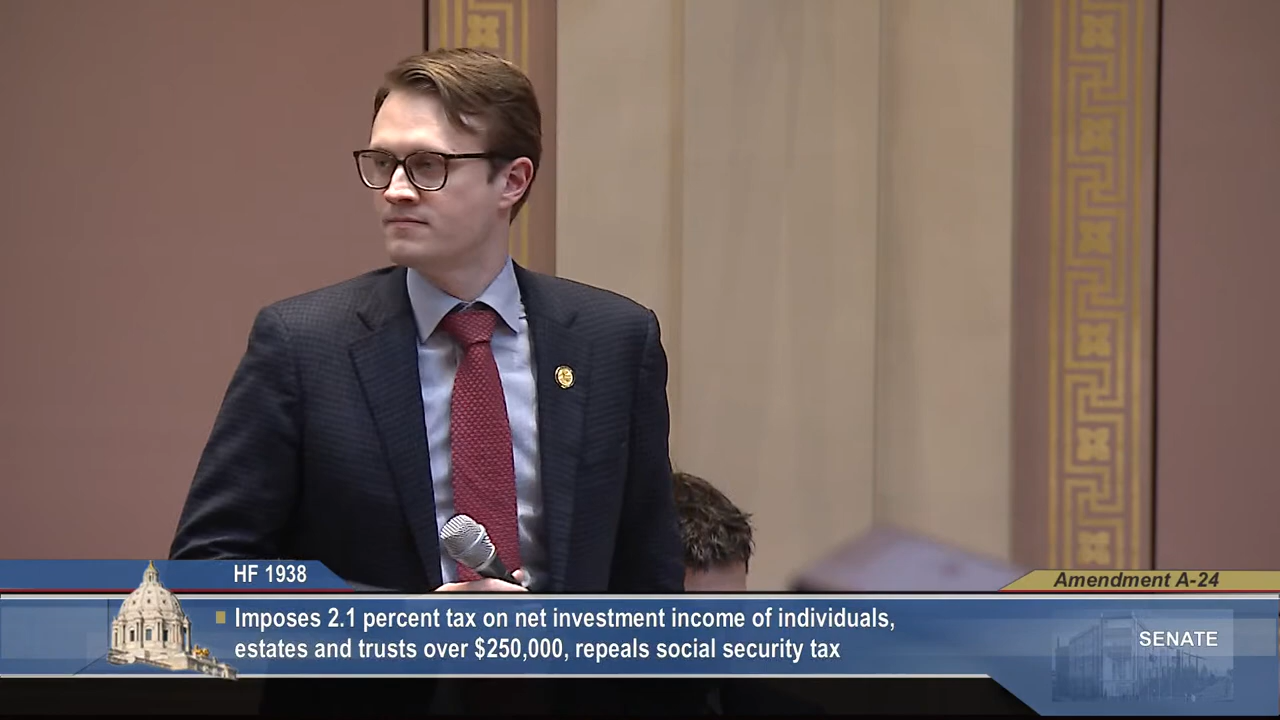 HF 1938
Amendment A-24
Imposes 2.1 percent tax on net investment income of individuals,
estates and trusts over $250,000, repeals social security tax
SENATE